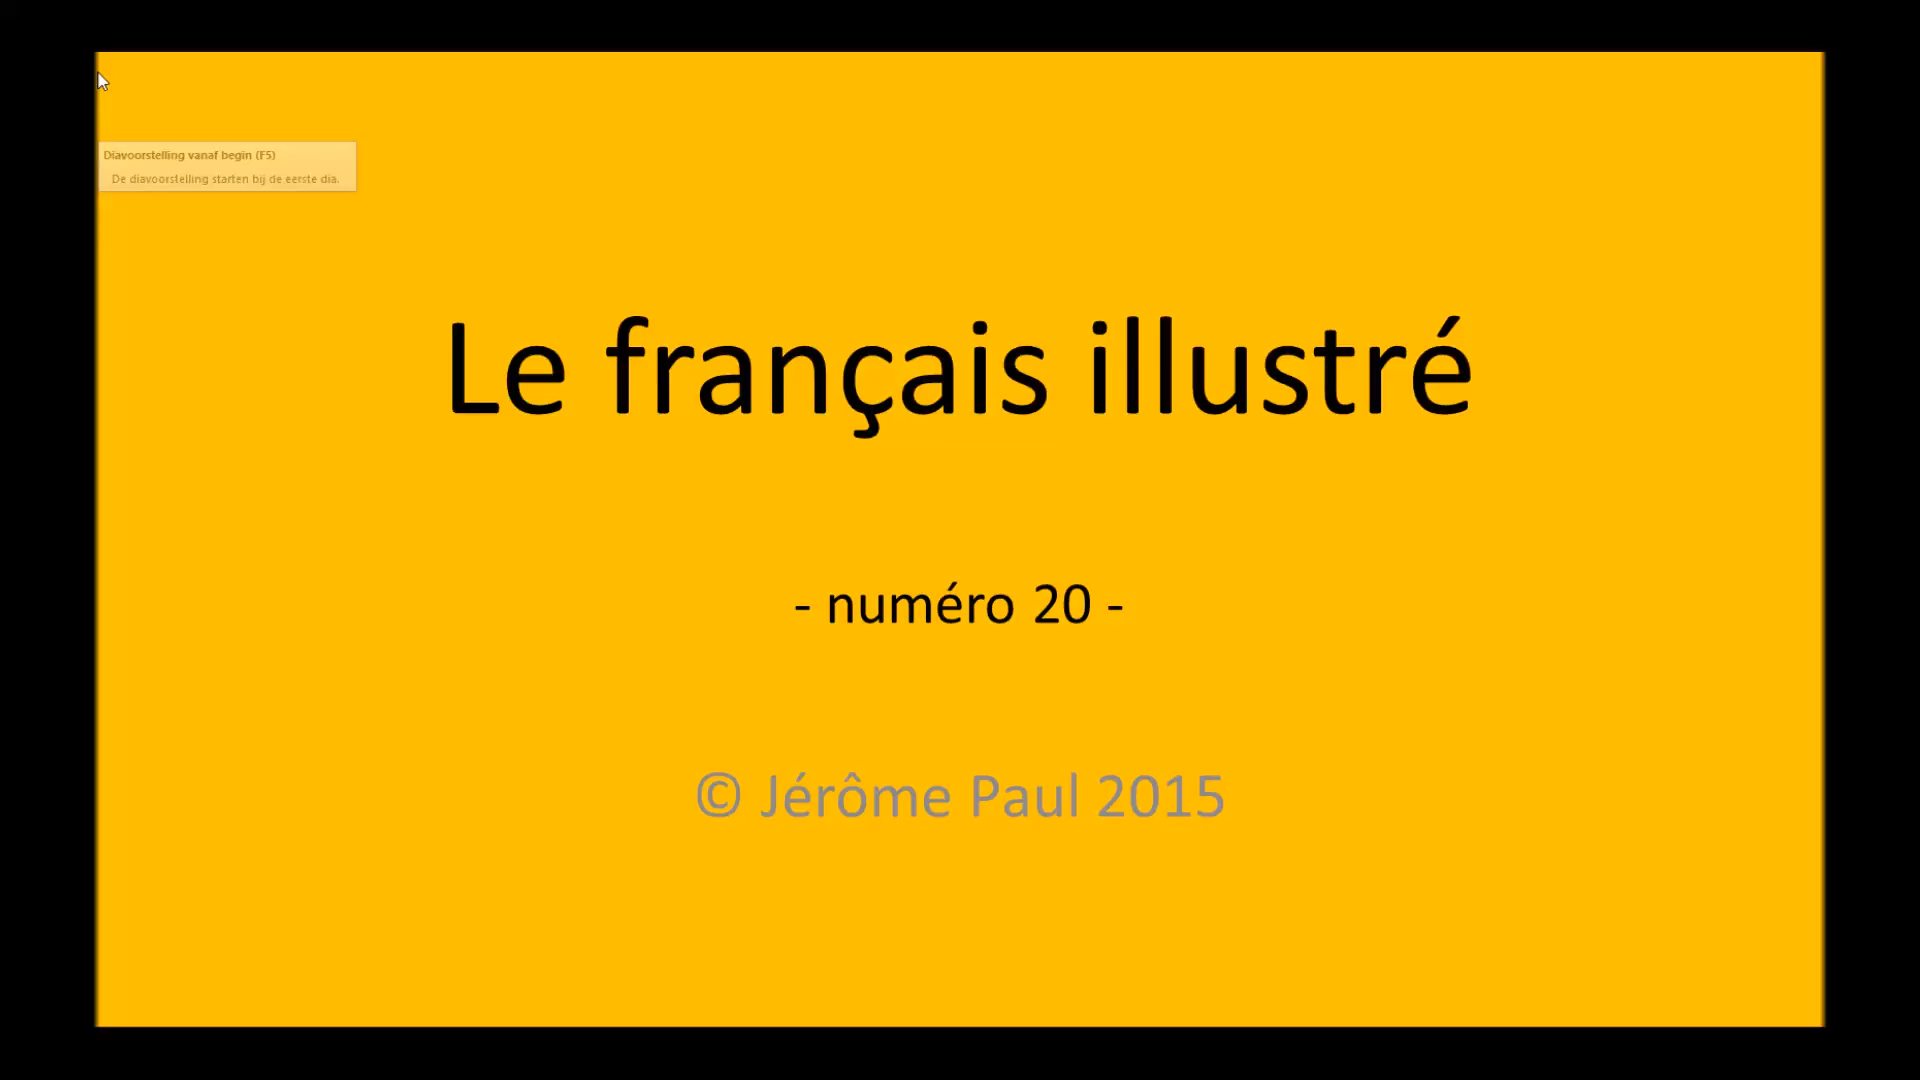 Diavoorstelling vanaf begin (F5)
De diavoorstelling starten bij de eerste dia.
Le français illustré
- numéro 20 -
© Jérôme Paul 2015